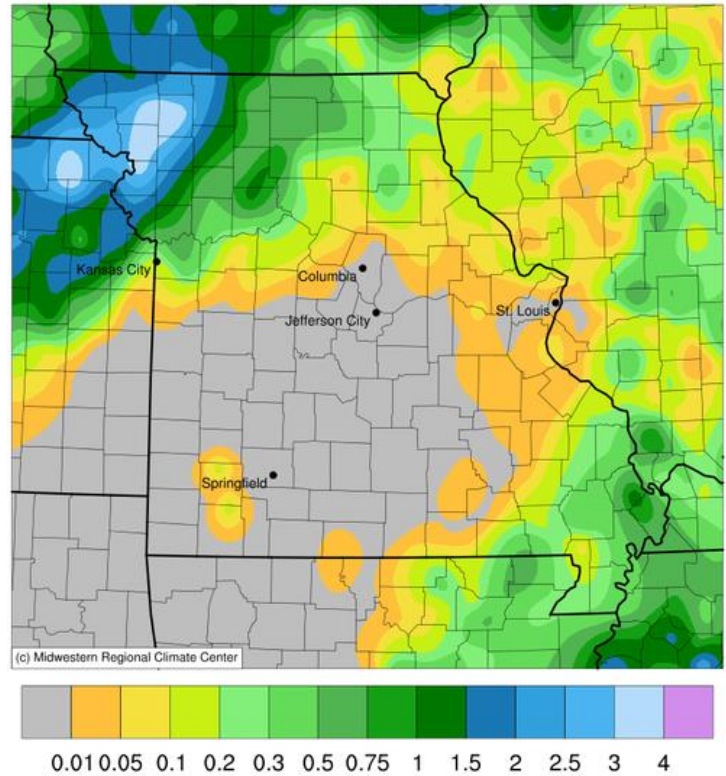 Kansas City
Columbia
Jefferson City
St. Louis
Springfield
(c) Midwestern Regional Climate Center
0.01 0.05 0.1 0.2 0.3 0.5 0.75 1 1.5 2 2.5 3 4